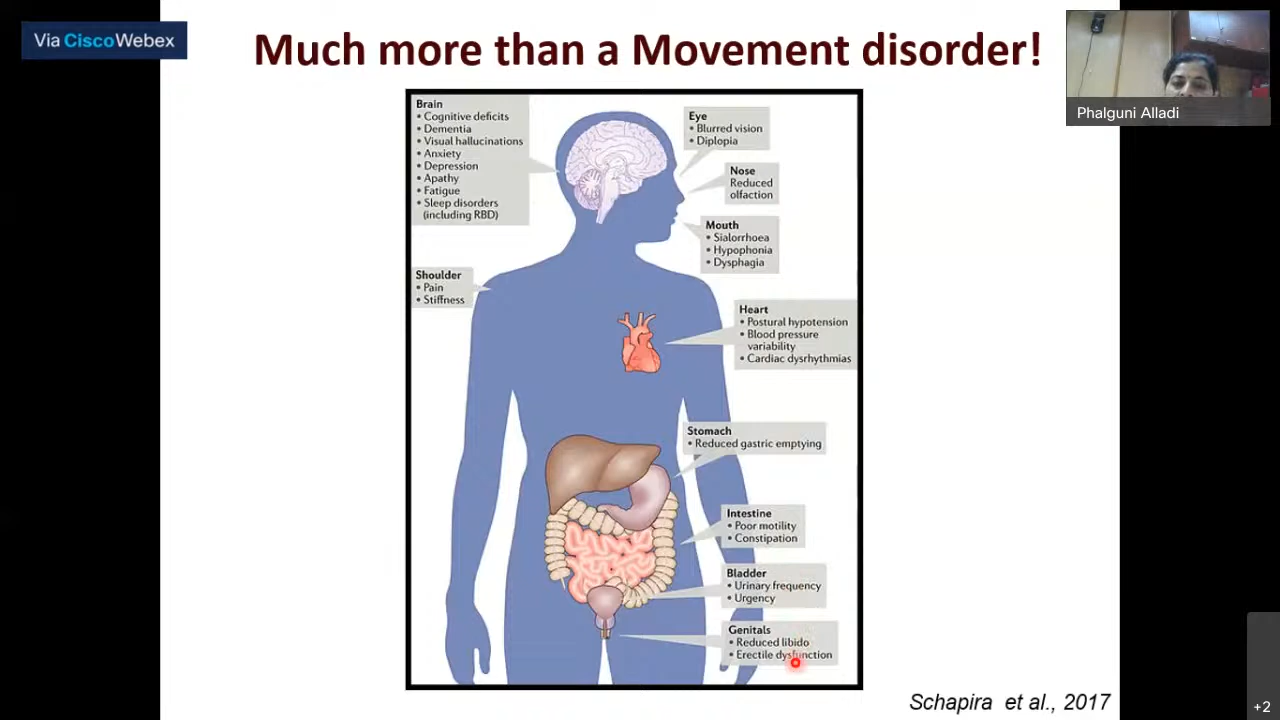 Via CiscoWebex
Much more than a Movement disorder!
Phalguni Alladi
Brain
• Cognitive deficits
• Dementia
• Visual hallucinations
• Anxiety
• Depression
• Apathy
• Fatigue
• Sleep disorders
(including RBD)
Eye
• Blurred vision
• Diplopia
Nose
Reduced
olfaction
Mouth
• Sialorrhoea
• Hypophonia
• Dysphagia
Shoulder
• Pain
• Stiffness
Heart
• Postural hypotension
• Blood pressure
variability
• Cardiac dysrhythmias
Stomach
• Reduced gastric emptying
Intestine
• Poor motility
• Constipation
Bladder
• Urinary frequency
• Urgency
Genitals
• Reduced libido
• Erectile dysfunction
Schapira et al., 2017
+2